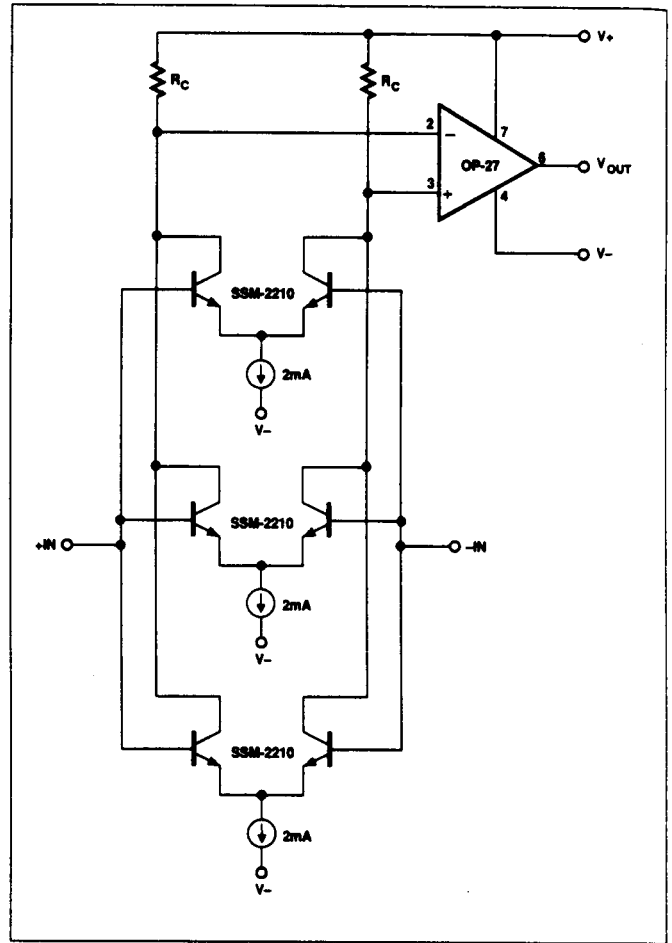 V+
R_C
R_C
2
7
−
OP-27
6
V_OUT
3
+
4
V−
SSM-2210
2mA
V−
SSM-2210
+IN
−IN
2mA
V−
SSM-2210
2mA
V−